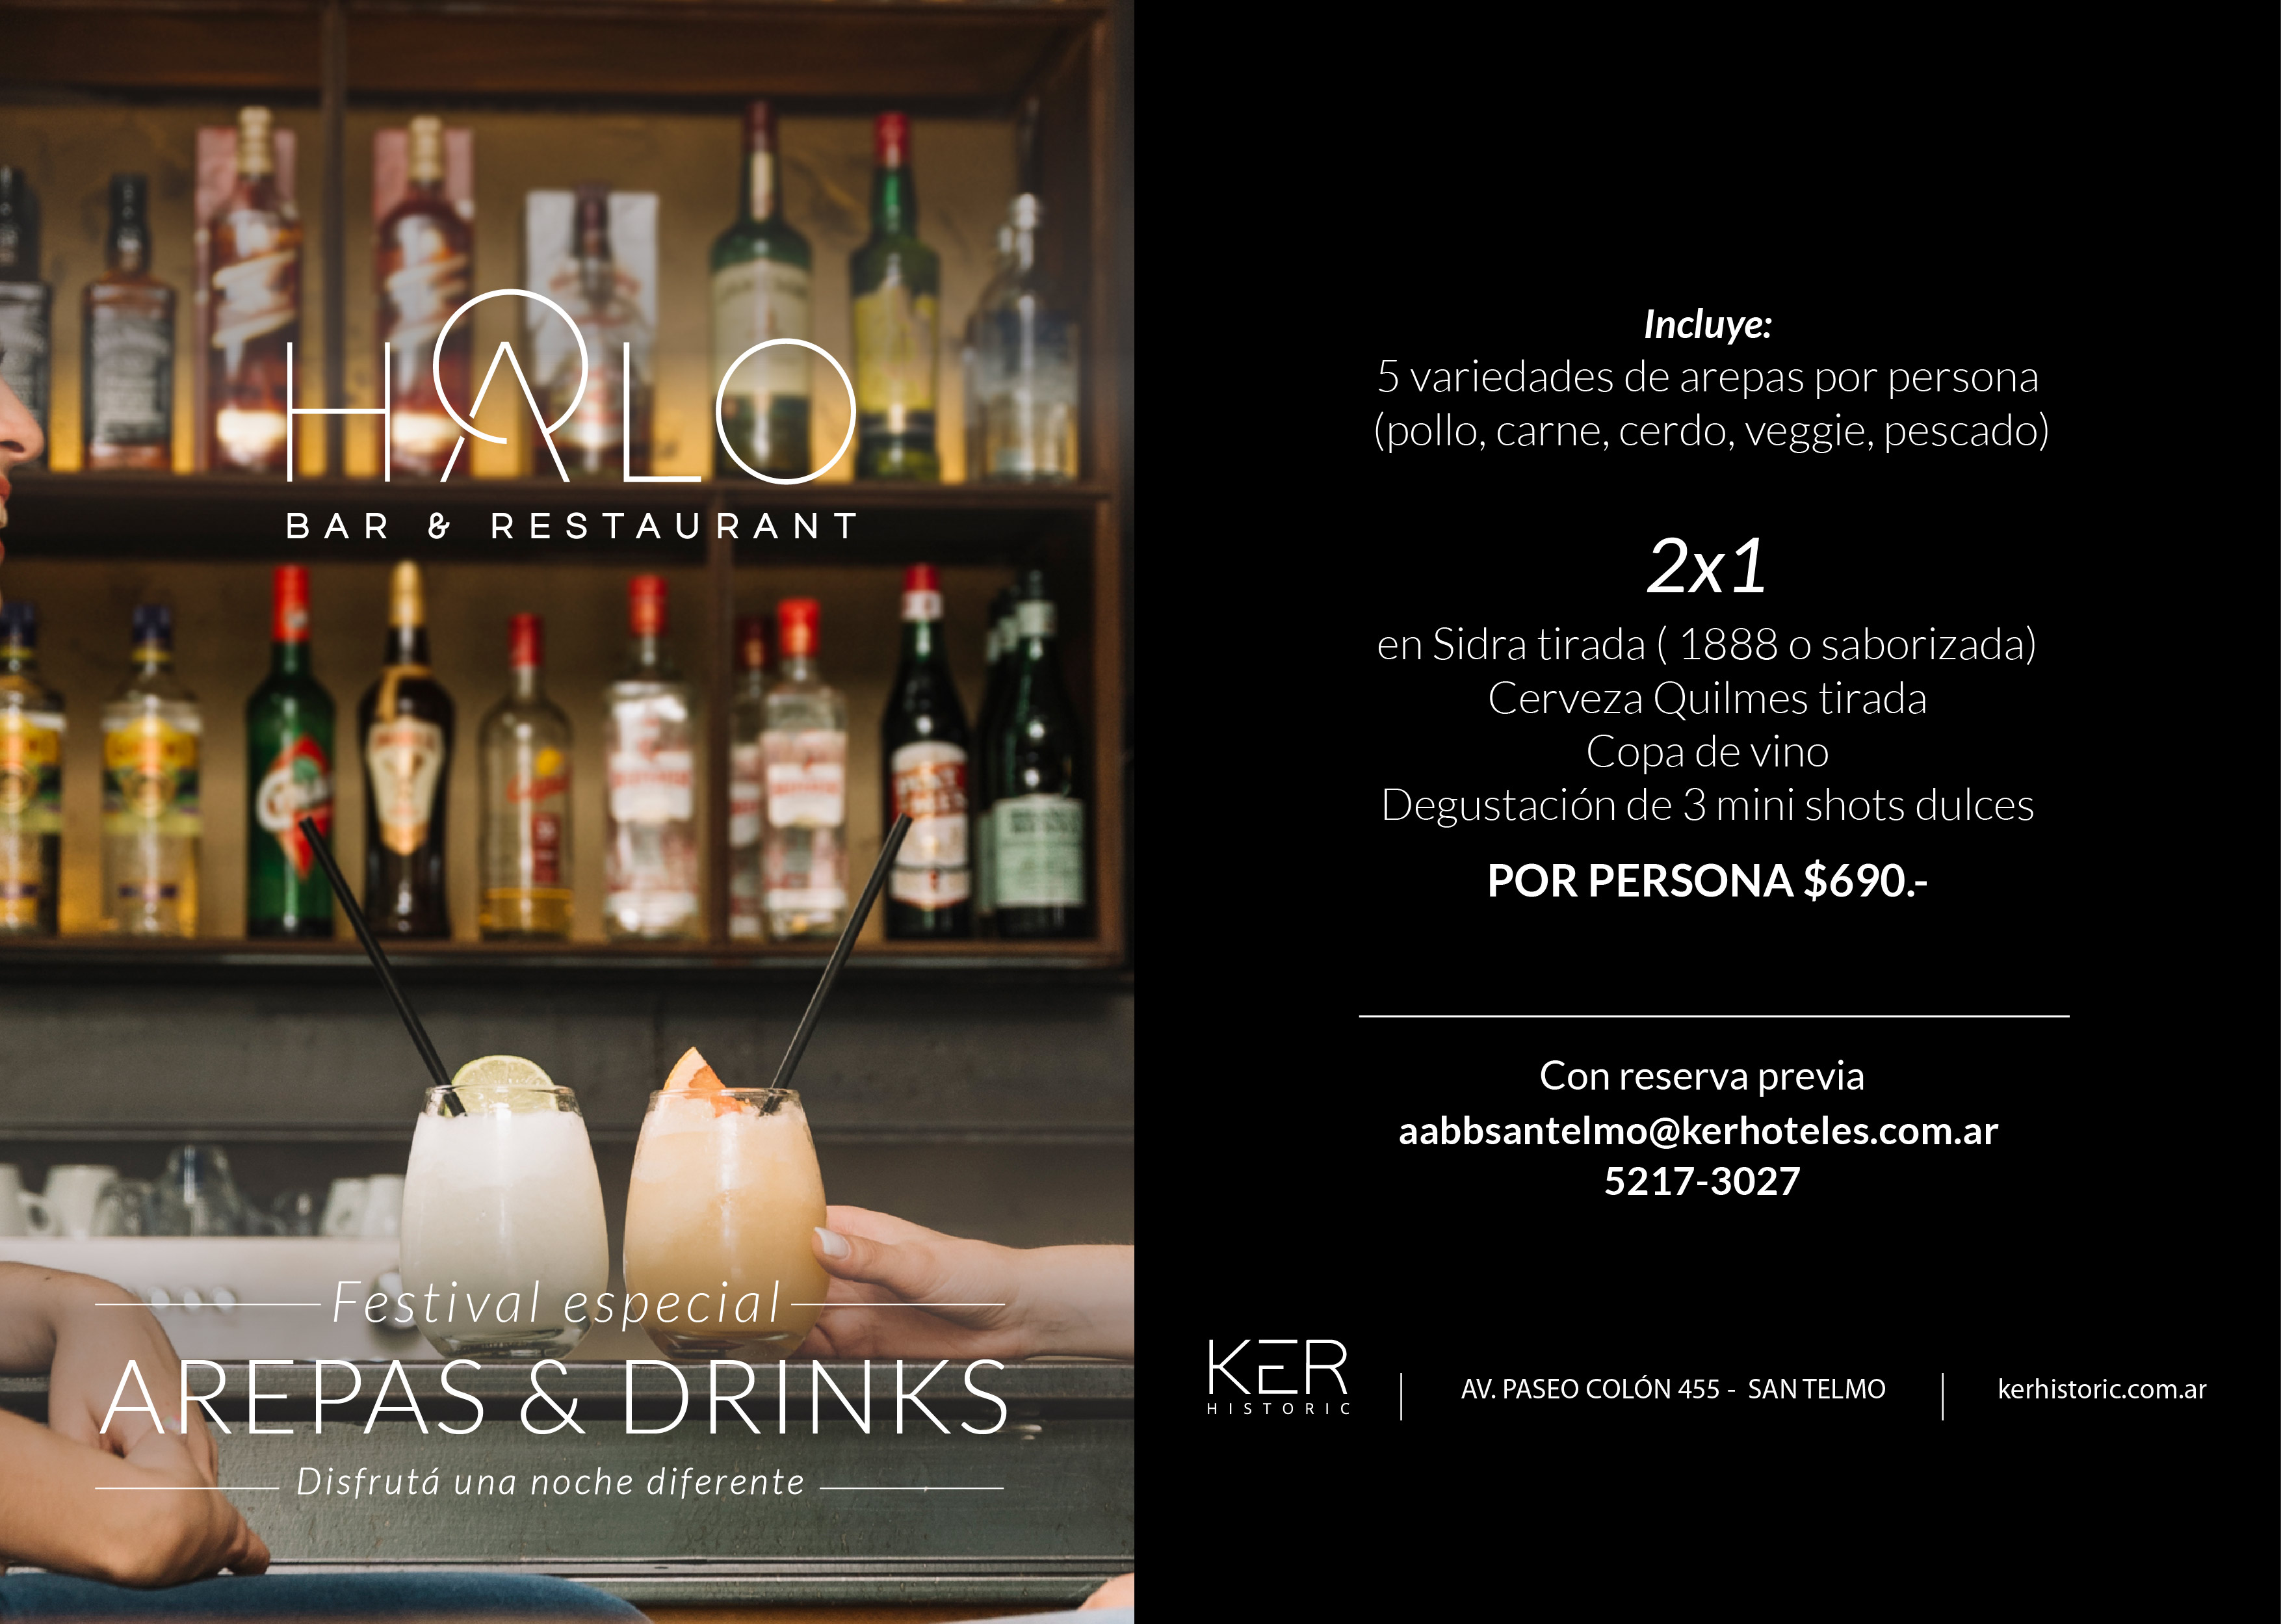 HALO
BAR & RESTAURANT
Festival especial
AREPAS & DRINKS
Disfrutá una noche diferente
Incluye:
5 variedades de arepas por persona
(pollo, carne, cerdo, veggie, pescado)
2x1
en Sidra tirada ( 1888 o saborizada)
Cerveza Quilmes tirada
Copa de vino
Degustación de 3 mini shots dulces
POR PERSONA $690.-
Con reserva previa
aabbsantelmo@kerhoteles.com.ar
5217-3027
KER
HISTORIC
AV. PASEO COLÓN 455 - SAN TELMO
kerhistoric.com.ar